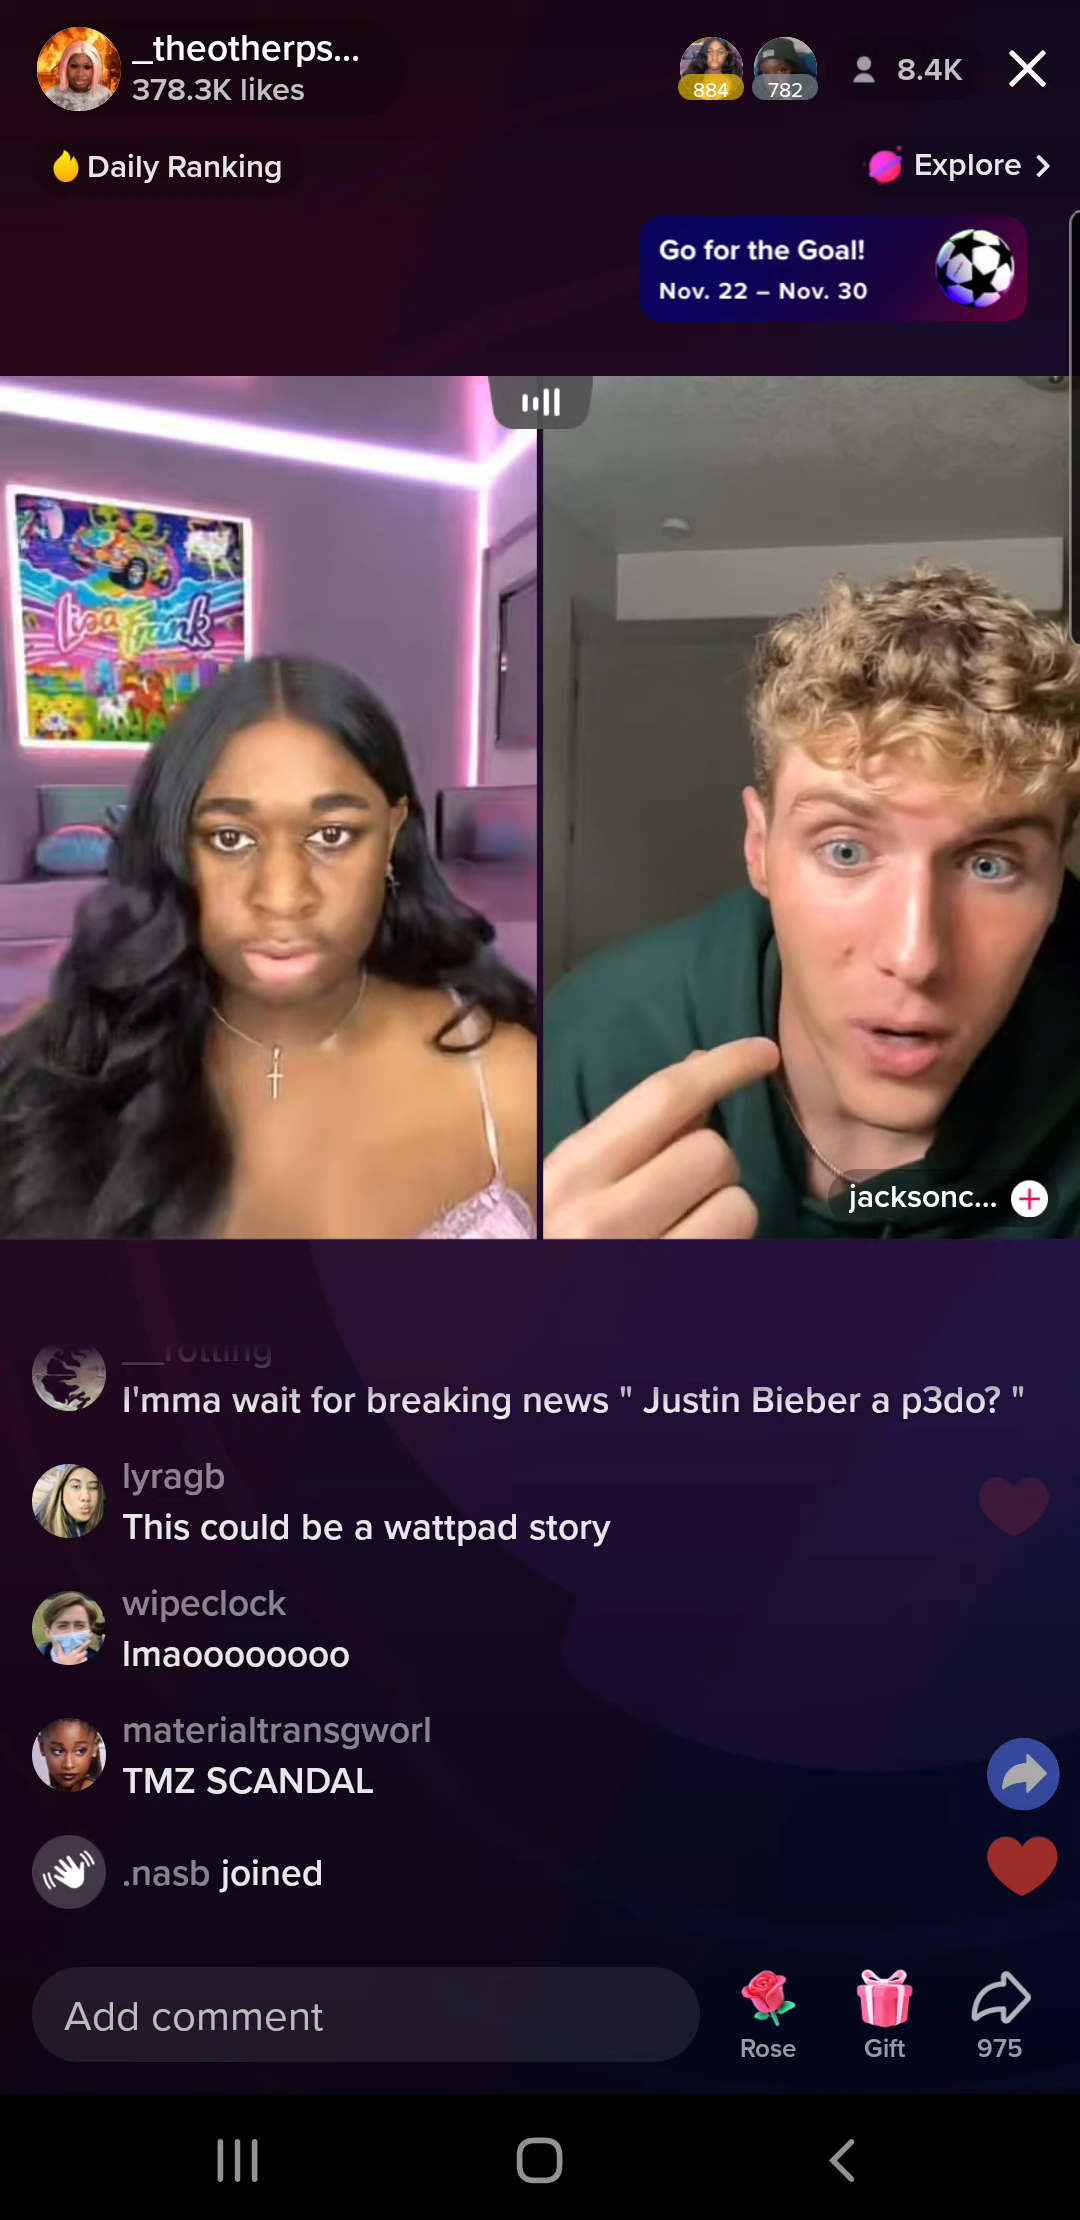 _theotherps...
378.3K likes
884
782
8.4K
Daily Ranking
Explore
Go for the Goal!
Nov. 22 – Nov. 30
Lisa Frank
jacksonc...
__rotting
I'mma wait for breaking news " Justin Bieber a p3do? "
lyragb
This could be a wattpad story
wipeclock
lmaoooooooo
materialtransgworl
TMZ SCANDAL
.nasb joined
Add comment
Rose
Gift
975